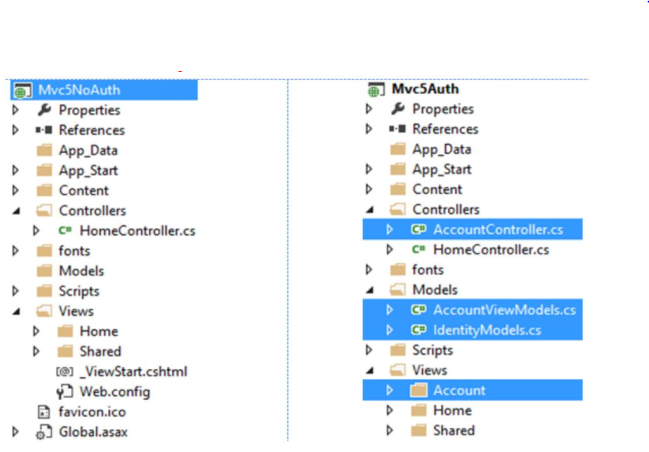 Mvc5NoAuth
Properties
References
App_Data
App_Start
Content
Controllers
C# HomeController.cs
fonts
Models
Scripts
Views
Home
Shared
[@] _ViewStart.cshtml
Web.config
favicon.ico
Global.asax
Mvc5Auth
Properties
References
App_Data
App_Start
Content
Controllers
C# AccountController.cs
C# HomeController.cs
fonts
Models
C# AccountViewModels.cs
C# IdentityModels.cs
Scripts
Views
Account
Home
Shared